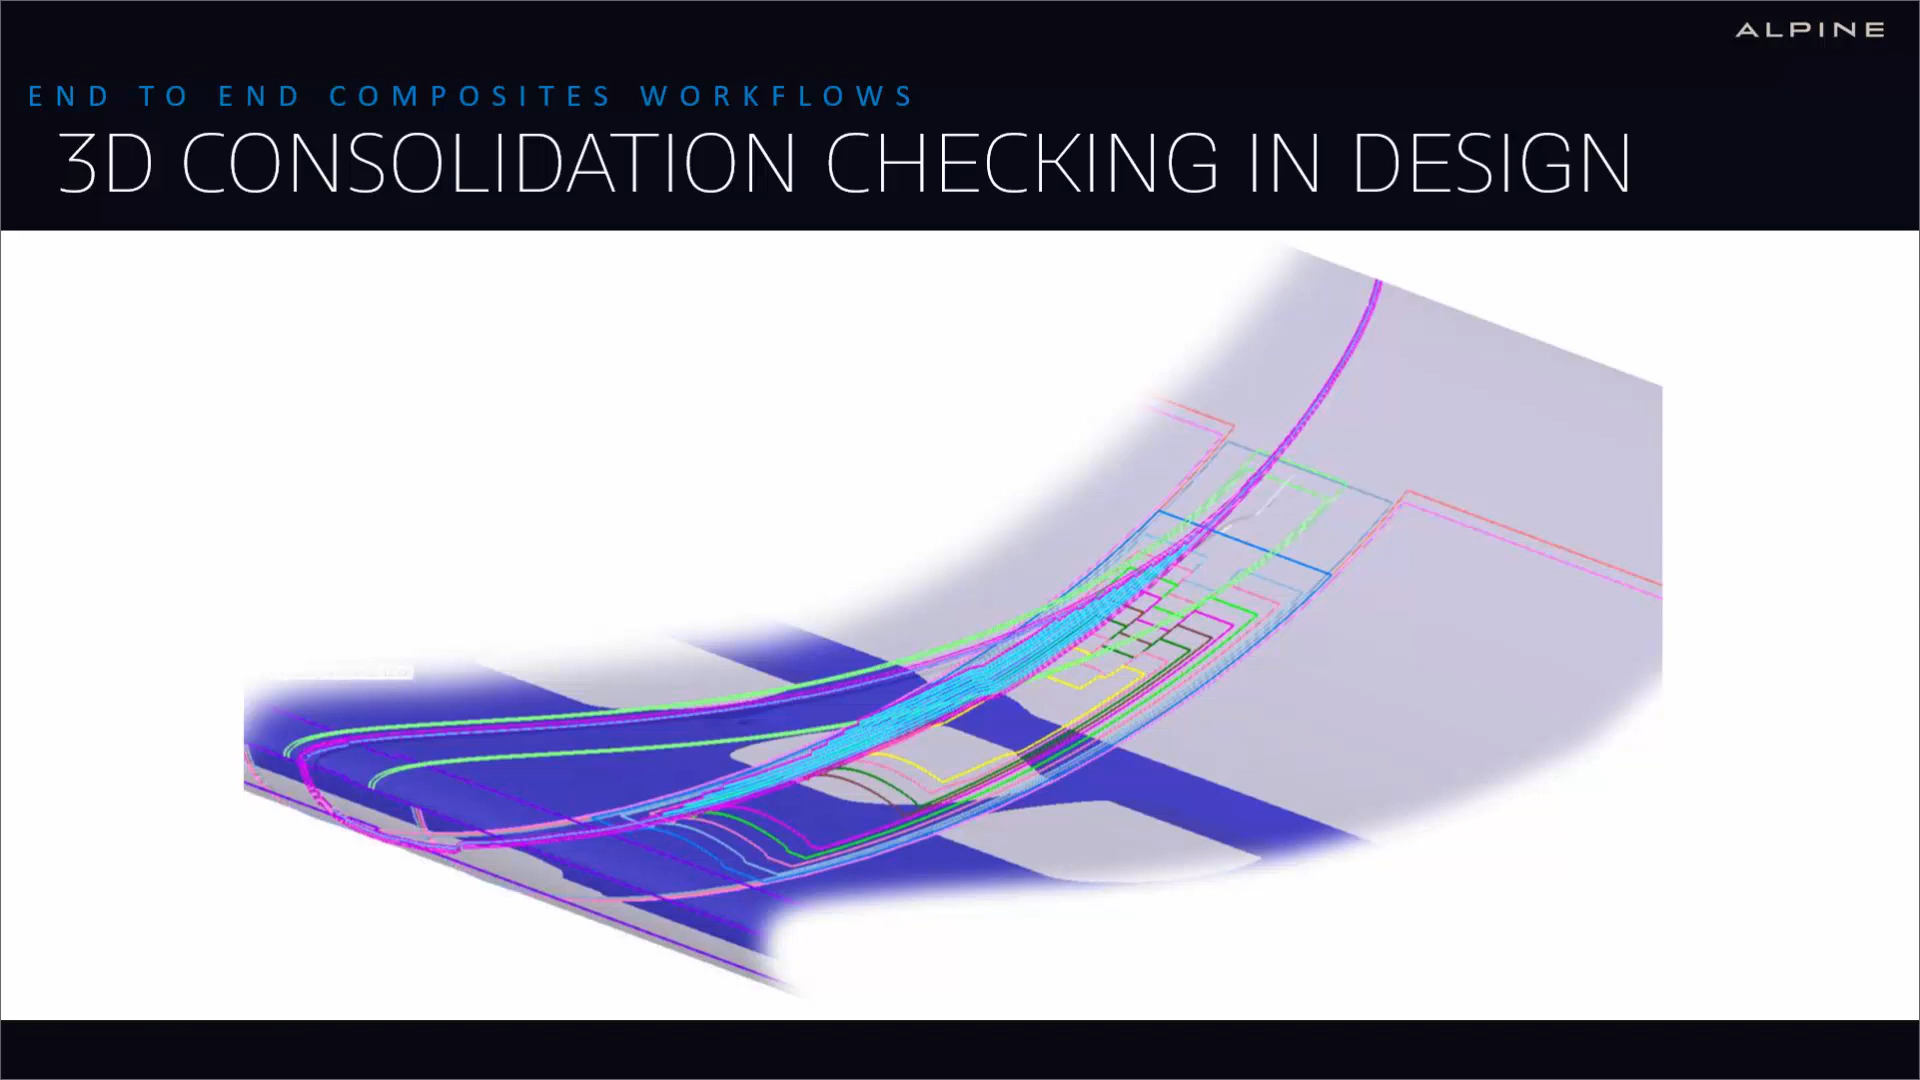 ALPINE
END TO END COMPOSITES WORKFLOWS
3D CONSOLIDATION CHECKING IN DESIGN